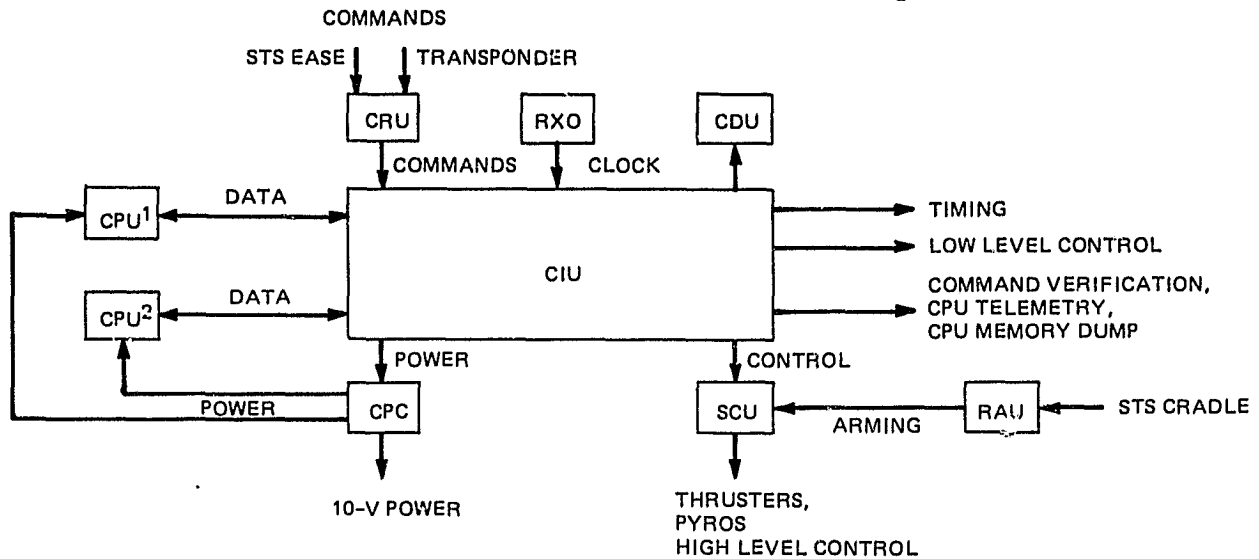 COMMANDS
STS EASE TRANSPONDER
CRU
RXO
CDU
COMMANDS
CLOCK
CPU1
DATA
TIMING
LOW LEVEL CONTROL
CIU
CPU2
DATA
COMMAND VERIFICATION,
CPU TELEMETRY,
CPU MEMORY DUMP
POWER
CONTROL
POWER
CPC
SCU
ARMING
RAU
STS CRADLE
10-V POWER
THRUSTERS,
PYROS
HIGH LEVEL CONTROL